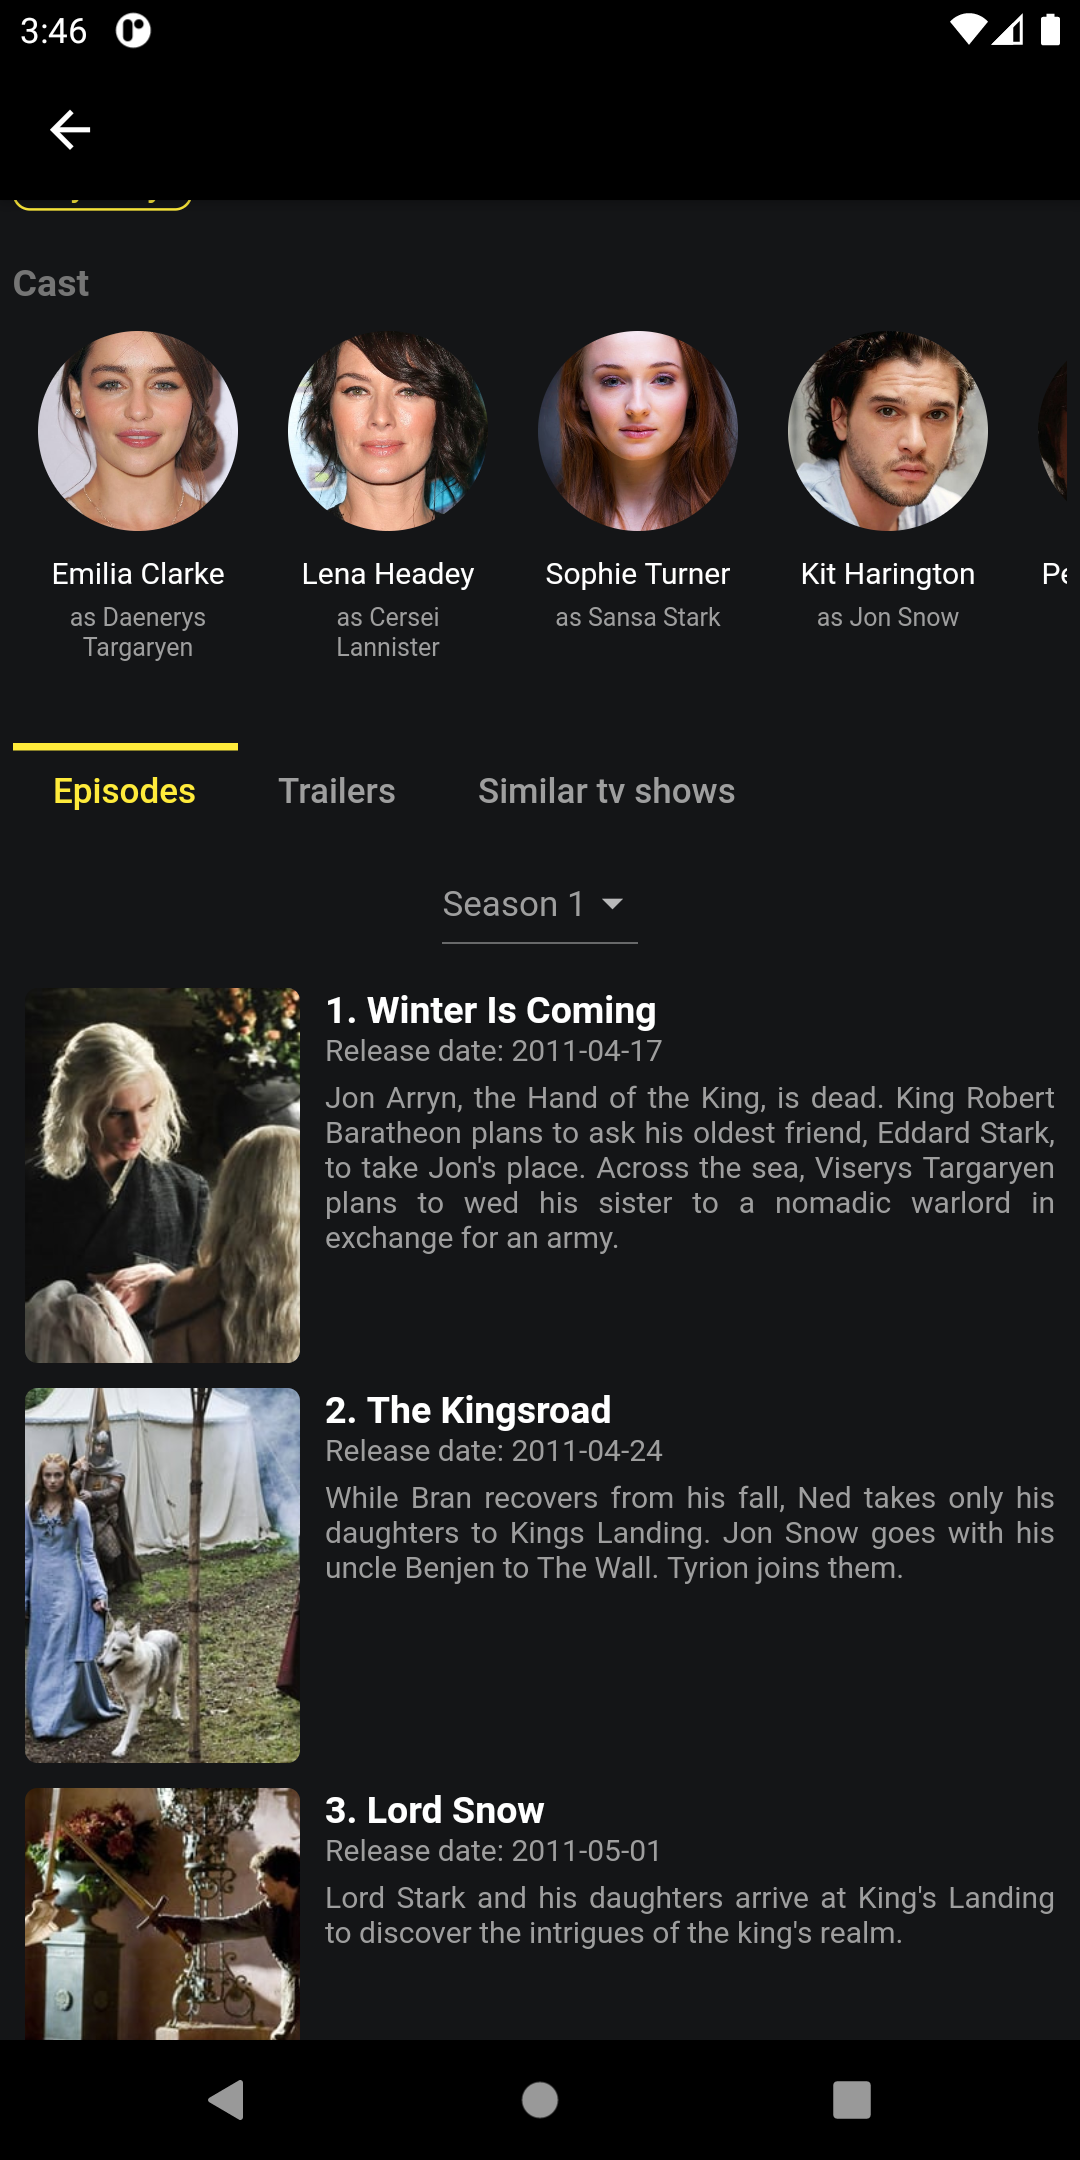 3:46
Cast
Emilia Clarke
as Daenerys
Targaryen
Lena Headey
as Cersei
Lannister
Sophie Turner
as Sansa Stark
Kit Harington
as Jon Snow
Episodes
Trailers
Similar tv shows
Season 1
1. Winter Is Coming
Release date: 2011-04-17
Jon Arryn, the Hand of the King, is dead. King Robert
Baratheon plans to ask his oldest friend, Eddard Stark,
to take Jon's place. Across the sea, Viserys Targaryen
plans to wed his sister to a nomadic warlord in
exchange for an army.
2. The Kingsroad
Release date: 2011-04-24
While Bran recovers from his fall, Ned takes only his
daughters to Kings Landing. Jon Snow goes with his
uncle Benjen to The Wall. Tyrion joins them.
3. Lord Snow
Release date: 2011-05-01
Lord Stark and his daughters arrive at King's Landing
to discover the intrigues of the king's realm.